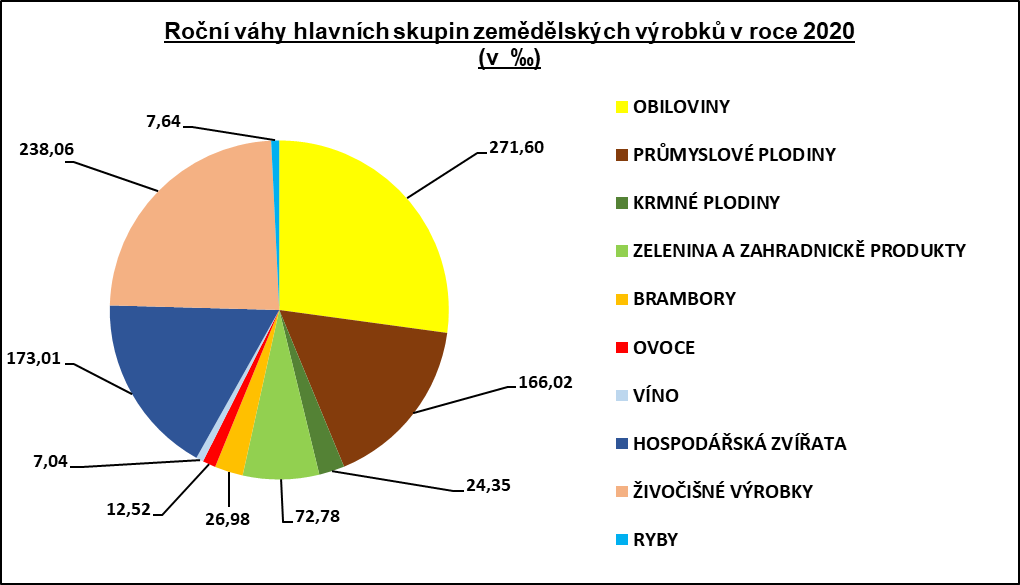 Roční váhy hlavních skupin zemědělských výrobků v roce 2020
(v ‰)
7,64
238,06
271,60
173,01
166,02
7,04
24,35
12,52
26,98
72,78
OBILOVINY
PRŮMYSLOVÉ PLODINY
KRMNÉ PLODINY
ZELENINA A ZAHRADNICKĚ PRODUKTY
BRAMBORY
OVOCE
VÍNO
HOSPODÁŘSKÁ ZVÍŘATA
ŽIVOČIŠNÉ VÝROBKY
RYBY